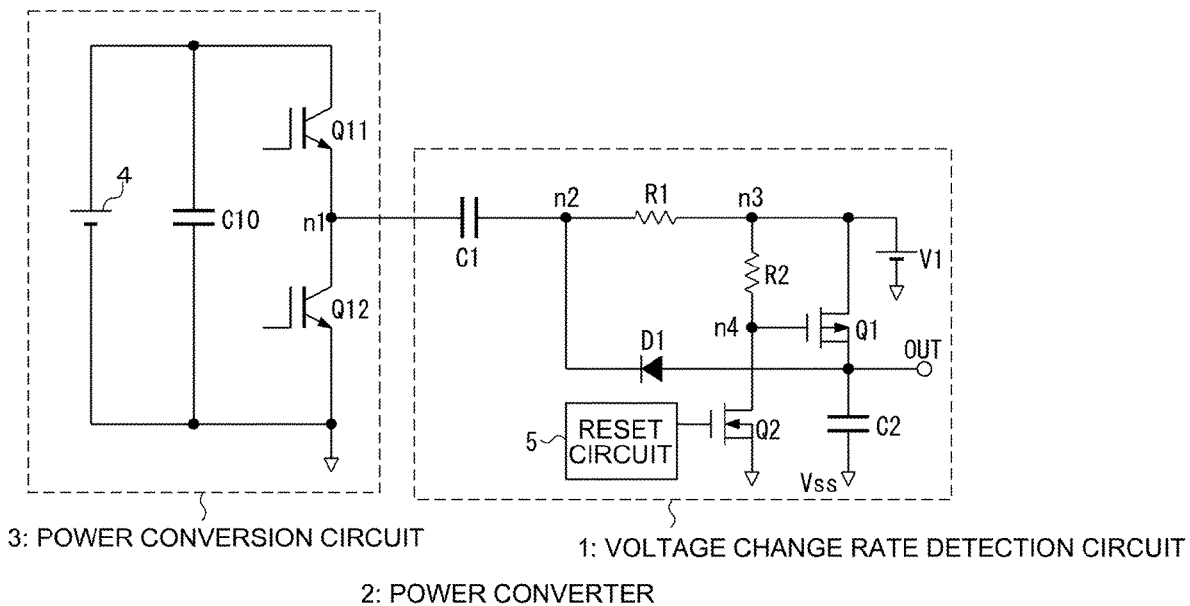 Q11
4
C10
n1
Q12
n2
R1
n3
C1
R2
V1
n4
Q1
D1
OUT
5
RESET
CIRCUIT
Q2
C2
Vss
3: POWER CONVERSION CIRCUIT
1: VOLTAGE CHANGE RATE DETECTION CIRCUIT
2: POWER CONVERTER